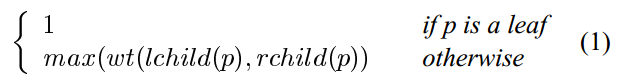 1 if p is a leaf
max(wt(lchild(p), rchild(p)) otherwise (1)